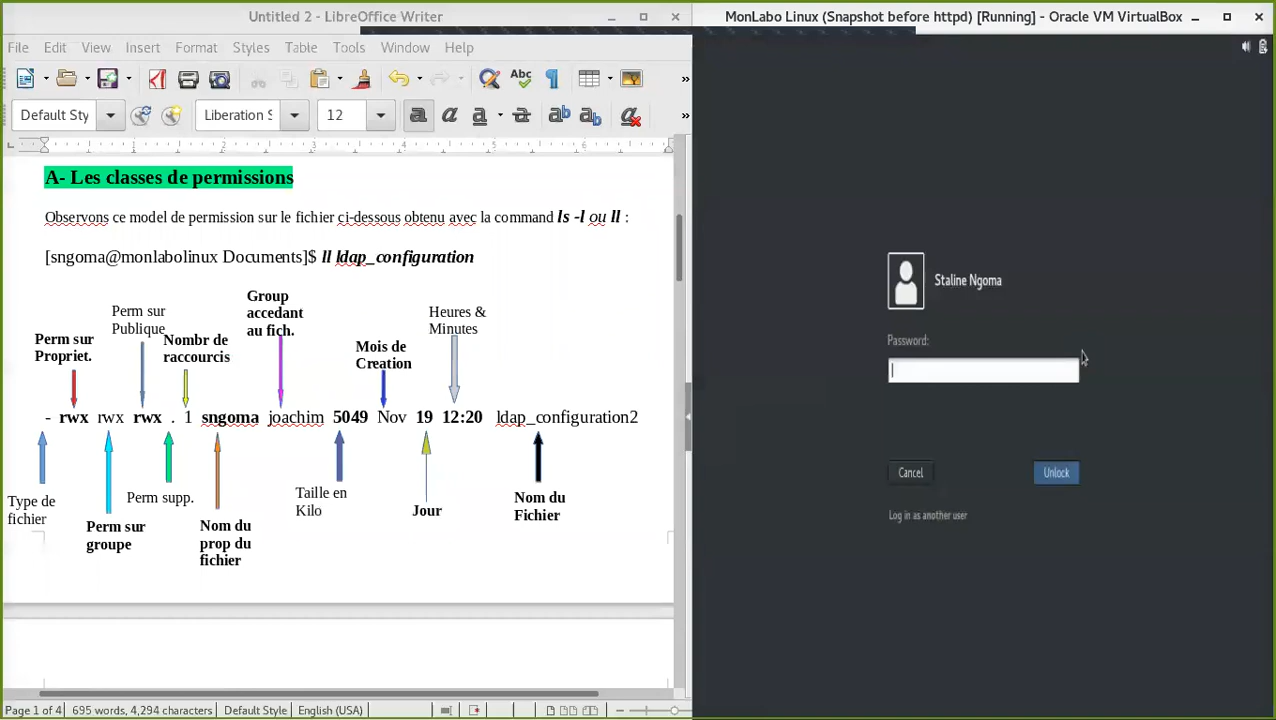 Untitled 2 - LibreOffice Writer
File Edit View Insert Format Styles Table Tools Window Help
Default Sty Liberation S 12
1 2 3 4 5 6
A- Les classes de permissions
Observons ce model de permission sur le fichier ci-dessous obtenu avec la command ls -l ou ll :
[sngoma@monlabolinux Documents]$ ll ldap_configuration
Perm sur
Propriet.
Perm sur
Publique
Nombr de
raccourcis
Group
accedant
au fich.
Mois de
Creation
Heures &
Minutes
- rwx rwx rwx . 1 sngoma joachim 5049 Nov 19 12:20 ldap_configuration2
Type de
fichier
Perm sur
groupe
Perm supp.
Nom du
prop du
fichier
Taille en
Kilo
Jour
Nom du
Fichier
Page 1 of 4 695 words, 4,294 characters Default Style English (USA)
MonLabo Linux (Snapshot before httpd) [Running] - Oracle VM VirtualBox
Staline Ngoma
Password:
Cancel Unlock
Log in as another user